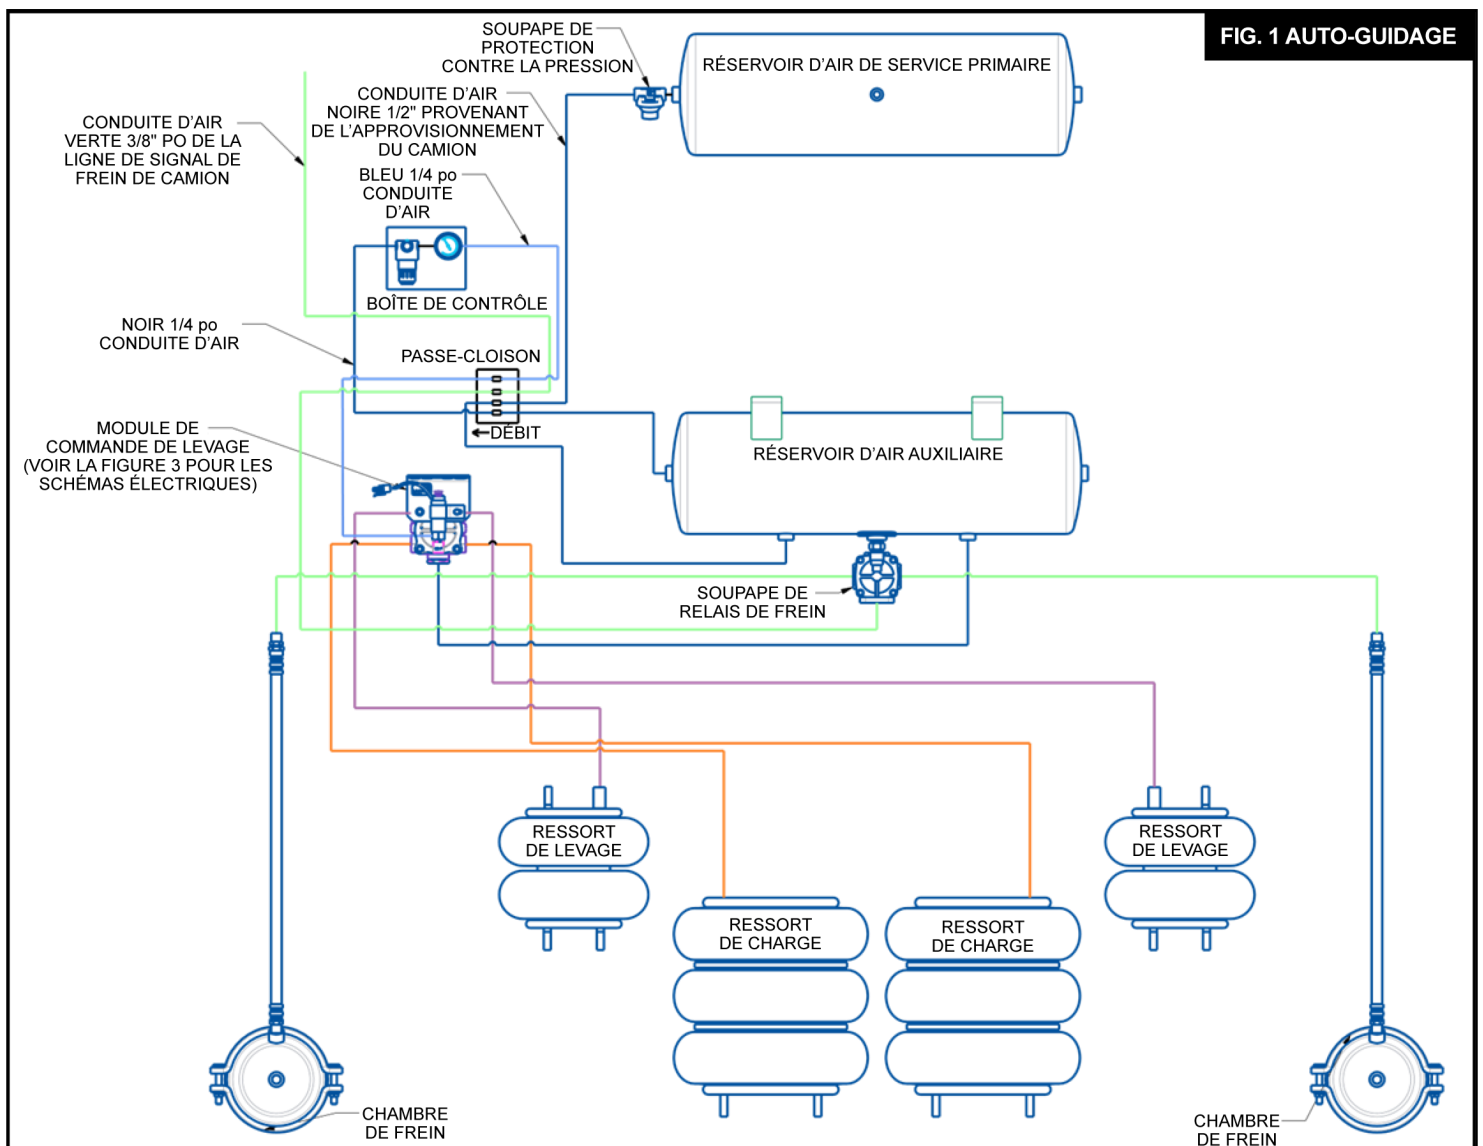 FIG. 1 AUTO-GUIDAGE
SOUPAPE DE
PROTECTION
CONTRE LA PRESSION
RÉSERVOIR D'AIR DE SERVICE PRIMAIRE
CONDUITE D'AIR
NOIRE 1/2" PROVENANT
DE L'APPROVISIONNEMENT
DU CAMION
CONDUITE D'AIR
VERTE 3/8" PO DE LA
LIGNE DE SIGNAL DE
FREIN DE CAMION
BLEU 1/4 po
CONDUITE
D'AIR
BOÎTE DE CONTRÔLE
NOIR 1/4 po
CONDUITE D'AIR
PASSE-CLOISON
DÉBIT
MODULE DE
COMMANDE DE LEVAGE
(VOIR LA FIGURE 3 POUR LES
SCHÉMAS ÉLECTRIQUES)
RÉSERVOIR D'AIR AUXILIAIRE
SOUPAPE DE
RELAIS DE FREIN
RESSORT
DE LEVAGE
RESSORT
DE LEVAGE
RESSORT
DE CHARGE
RESSORT
DE CHARGE
CHAMBRE
DE FREIN
CHAMBRE
DE FREIN